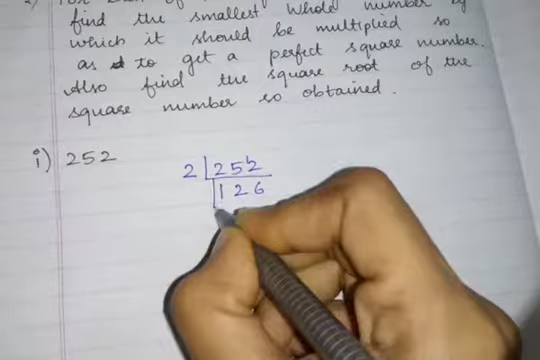 find the smallest whole number by
which it should be multiplied so
as to get a perfect square number.
Also find the square root of the
square number so obtained.
i) 252
2 252
126